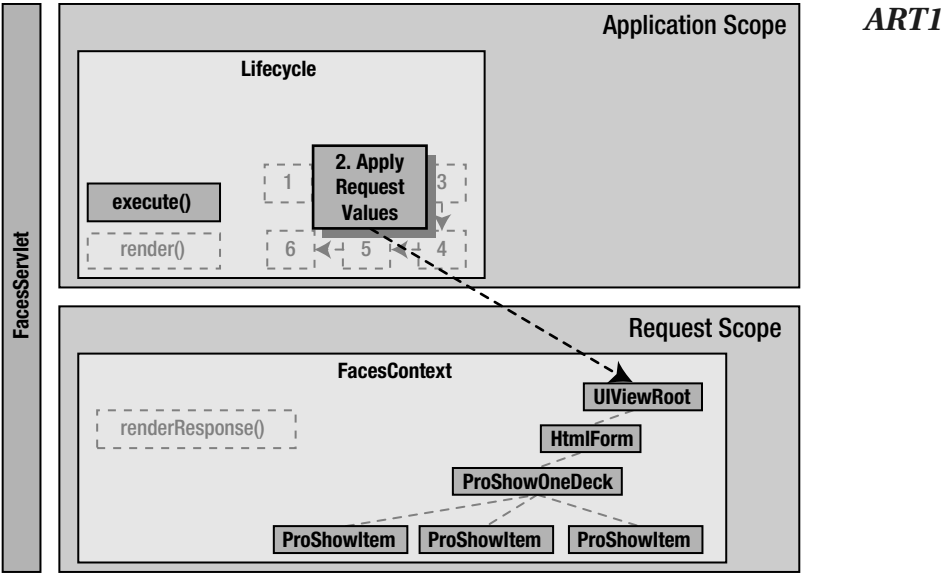 Application Scope
ART1
Lifecycle
2. Apply
Request
Values
1
3
execute()
render()
6
5
4
FacesServlet
Request Scope
FacesContext
UIViewRoot
renderResponse()
HtmlForm
ProShowOneDeck
ProShowItem
ProShowItem
ProShowItem